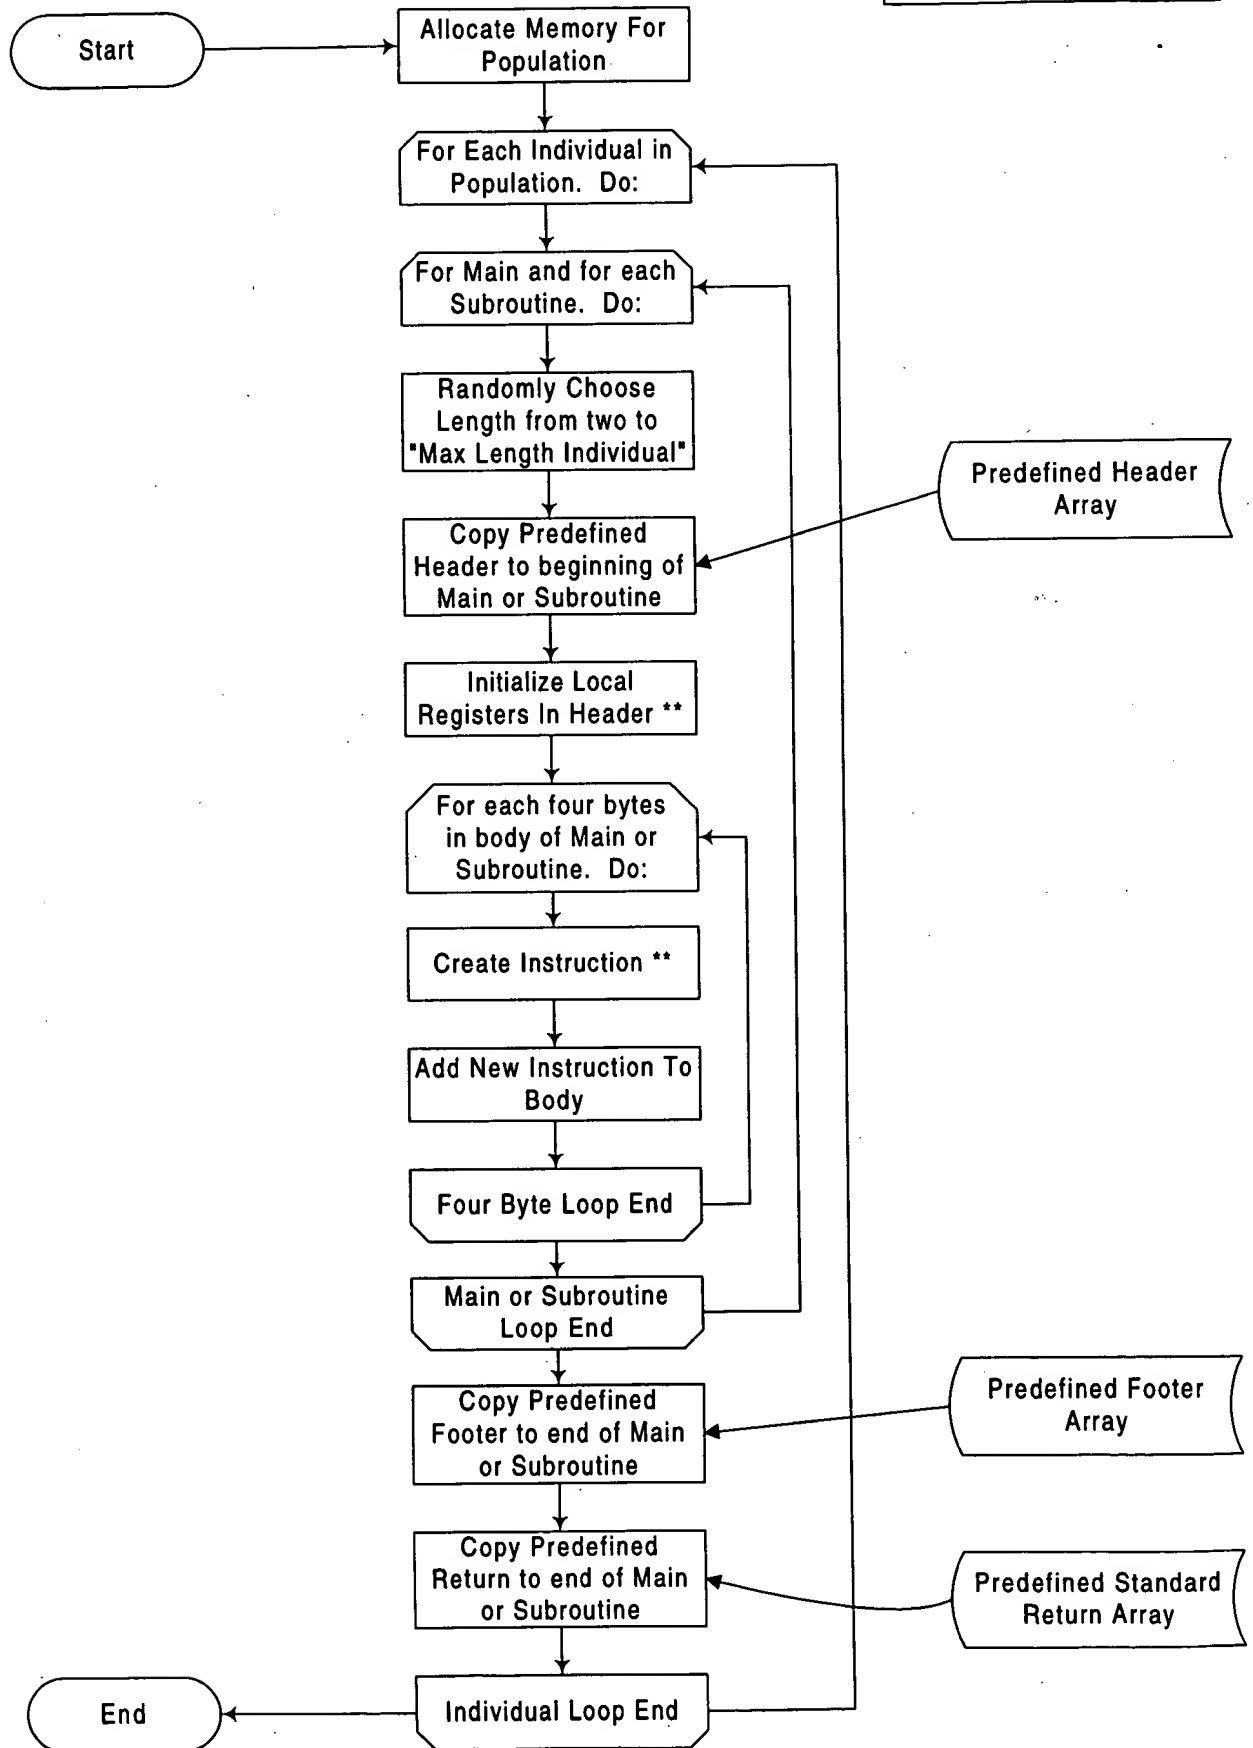 Start
Allocate Memory For
Population
For Each Individual in
Population. Do:
For Main and for each
Subroutine. Do:
Randomly Choose
Length from two to
"Max Length Individual"
Copy Predefined
Header to beginning of
Main or Subroutine
Predefined Header
Array
Initialize Local
Registers In Header **
For each four bytes
in body of Main or
Subroutine. Do:
Create Instruction **
Add New Instruction To
Body
Four Byte Loop End
Main or Subroutine
Loop End
Copy Predefined
Footer to end of Main
or Subroutine
Predefined Footer
Array
Copy Predefined
Return to end of Main
or Subroutine
Predefined Standard
Return Array
Individual Loop End
End